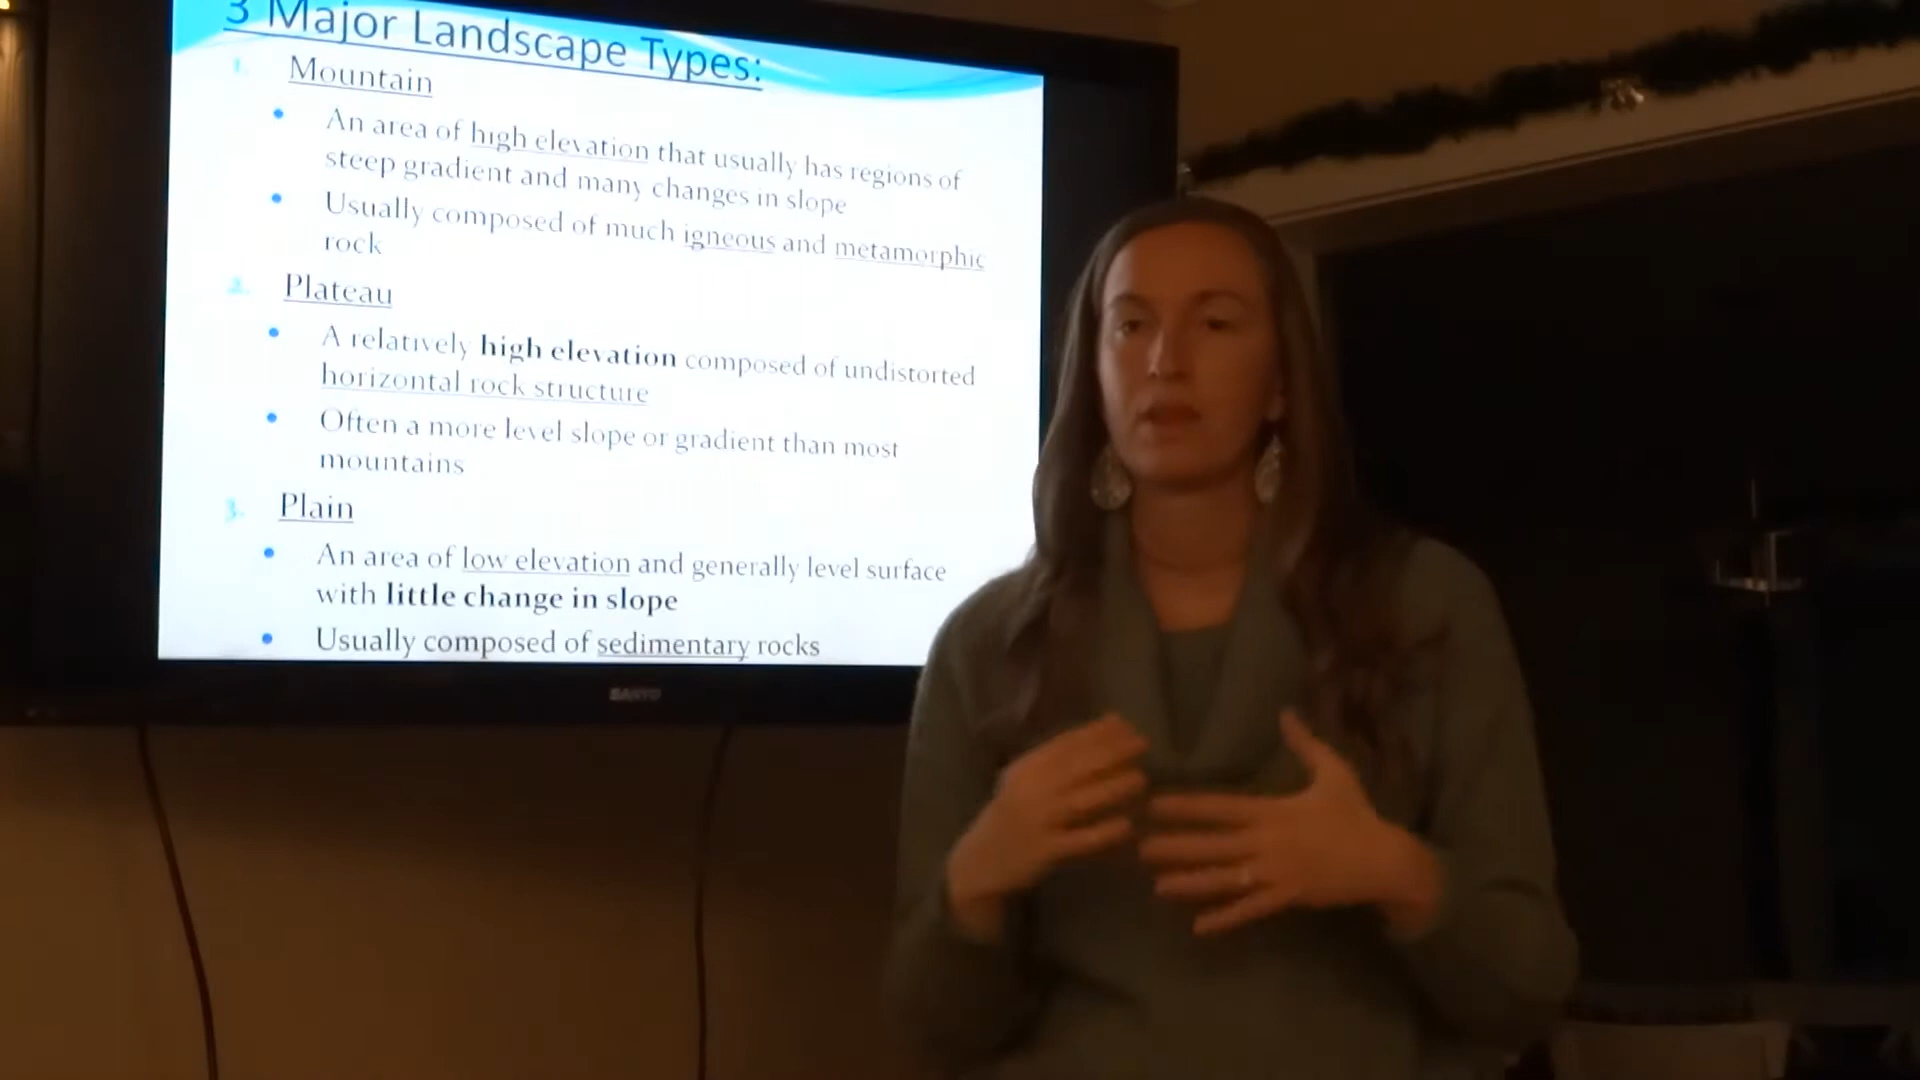 3 Major Landscape Types:
1. Mountain
• An area of high elevation that usually has regions of
steep gradient and many changes in slope
• Usually composed of much igneous and metamorphic
rock
2. Plateau
• A relatively high elevation composed of undistorted
horizontal rock structure
• Often a more level slope or gradient than most
mountains
3. Plain
• An area of low elevation and generally level surface
with little change in slope
• Usually composed of sedimentary rocks
SANYO